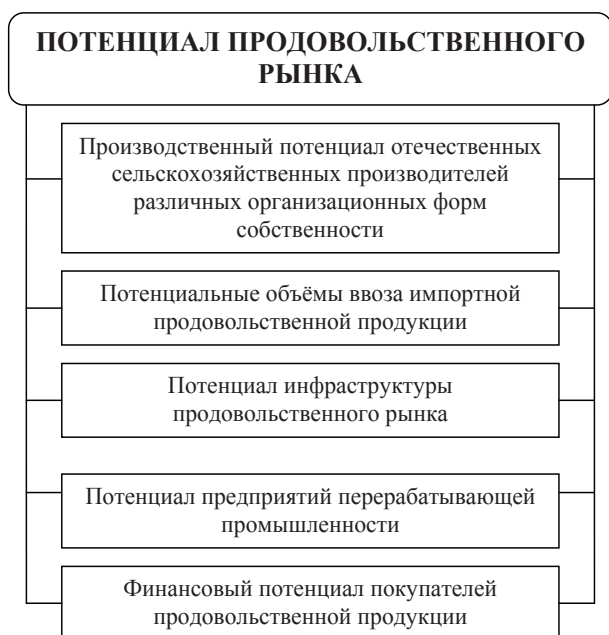 ПОТЕНЦИАЛ ПРОДОВОЛЬСТВЕННОГО
РЫНКА
Производственный потенциал отечественных
сельскохозяйственных производителей
различных организационных форм
собственности
Потенциальные объёмы ввоза импортной
продовольственной продукции
Потенциал инфраструктуры
продовольственного рынка
Потенциал предприятий перерабатывающей
промышленности
Финансовый потенциал покупателей
продовольственной продукции